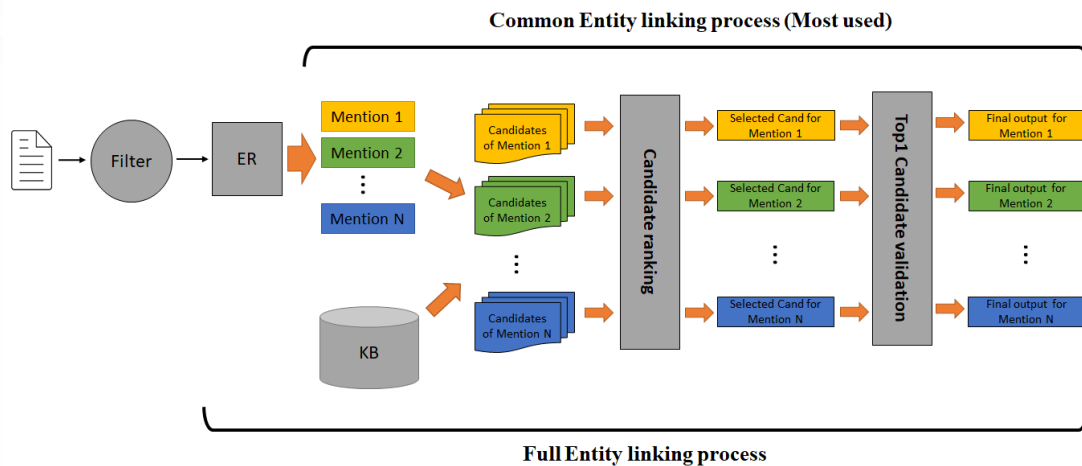 Common Entity linking process (Most used)
Filter
ER
Mention 1
Mention 2
Mention N
KB
Candidates
of Mention 1
Candidates
of Mention 2
Candidates
of Mention N
Candidate ranking
Selected Cand for
Mention 1
Selected Cand for
Mention 2
Selected Cand for
Mention N
Top1 Candidate validation
Final output for
Mention 1
Final output for
Mention 2
Final output for
Mention N
Full Entity linking process